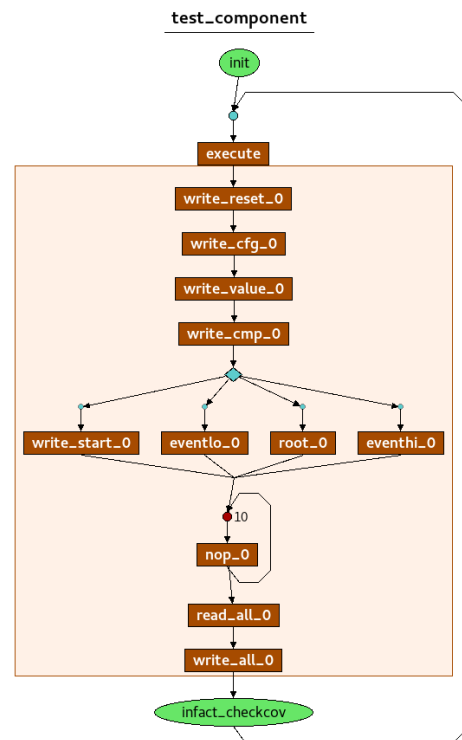 test_component
init
execute
write_reset_0
write_cfg_0
write_value_0
write_cmp_0
write_start_0 eventlo_0 root_0 eventhi_0
10
nop_0
read_all_0
write_all_0
infact_checkcov